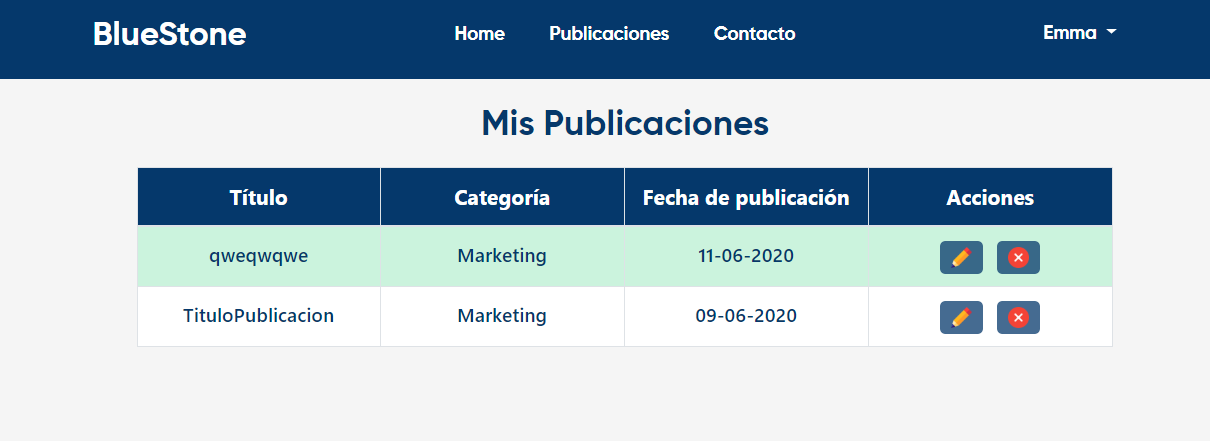 BlueStone Home Publicaciones Contacto Emma
Mis Publicaciones
Título Categoría Fecha de publicación Acciones
qweqwqwe Marketing 11-06-2020
TituloPublicacion Marketing 09-06-2020